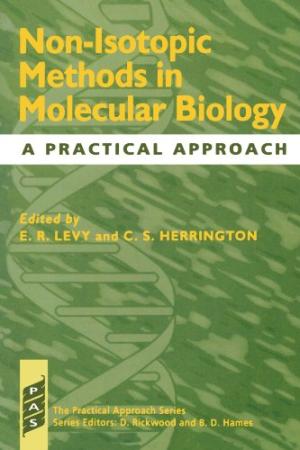 Non-Isotopic
Methods in
Molecular Biology
A PRACTICAL APPROACH
Edited by
E. R. LEVY and C. S. HERRINGTON
PAS
The Practical Approach Series
Series Editors: D. Rickwood and B. D. Hames